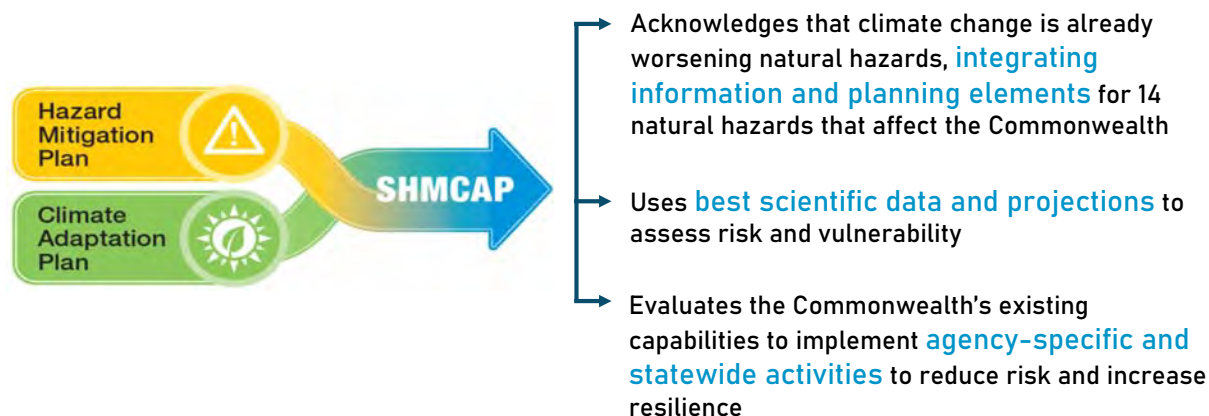 Hazard
Mitigation
Plan
Climate
Adaptation
Plan
SHMCAP
Acknowledges that climate change is already
worsening natural hazards, integrating
information and planning elements for 14
natural hazards that affect the Commonwealth
Uses best scientific data and projections to
assess risk and vulnerability
Evaluates the Commonwealth's existing
capabilities to implement agency-specific and
statewide activities to reduce risk and increase
resilience